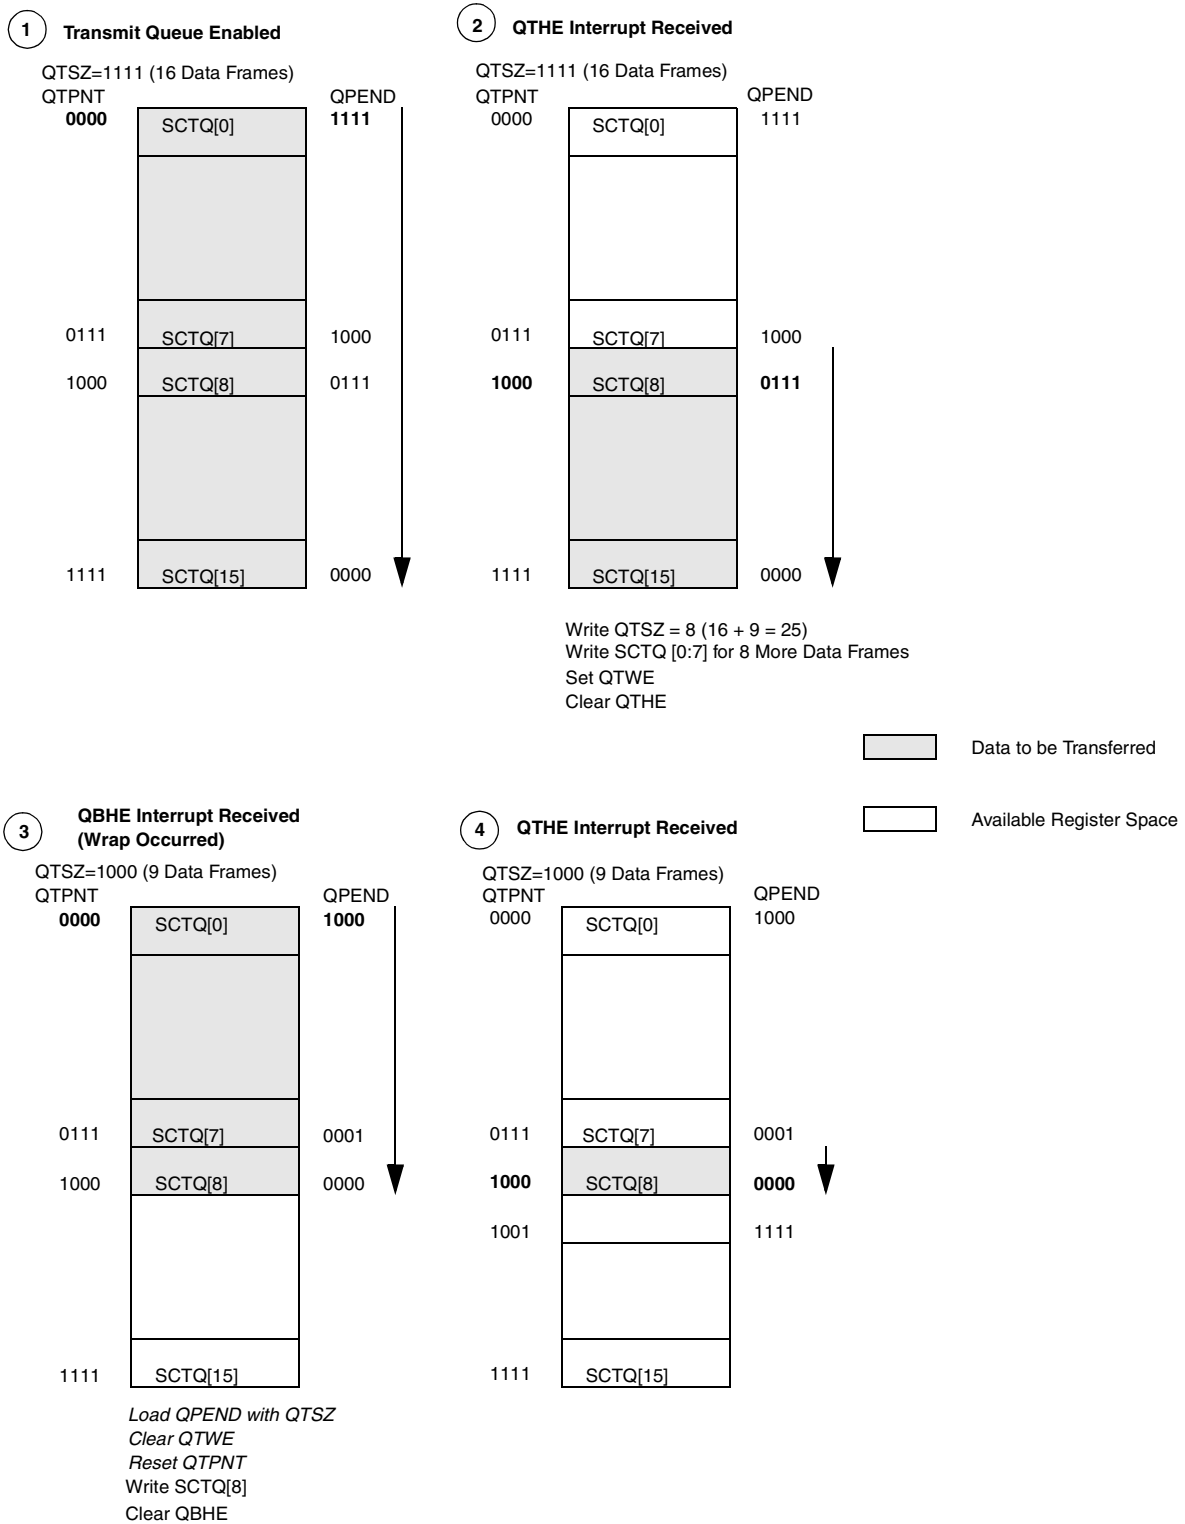 1 Transmit Queue Enabled
QTSZ=1111 (16 Data Frames)
QTPNT QPEND
0000 SCTQ[0] 1111
0111 SCTQ[7] 1000
1000 SCTQ[8] 0111
1111 SCTQ[15] 0000
2 QTHE Interrupt Received
QTSZ=1111 (16 Data Frames)
QTPNT QPEND
0000 SCTQ[0] 1111
0111 SCTQ[7] 1000
1000 SCTQ[8] 0111
1111 SCTQ[15] 0000
Write QTSZ = 8 (16 + 9 = 25)
Write SCTQ [0:7] for 8 More Data Frames
Set QTWE
Clear QTHE
Data to be Transferred
Available Register Space
3 QBHE Interrupt Received
(Wrap Occurred)
QTSZ=1000 (9 Data Frames)
QTPNT QPEND
0000 SCTQ[0] 1000
0111 SCTQ[7] 0001
1000 SCTQ[8] 0000
1111 SCTQ[15]
Load QPEND with QTSZ
Clear QTWE
Reset QTPNT
Write SCTQ[8]
Clear QBHE
4 QTHE Interrupt Received
QTSZ=1000 (9 Data Frames)
QTPNT QPEND
0000 SCTQ[0] 1000
0111 SCTQ[7] 0001
1000 SCTQ[8] 0000
1001 1111
1111 SCTQ[15]